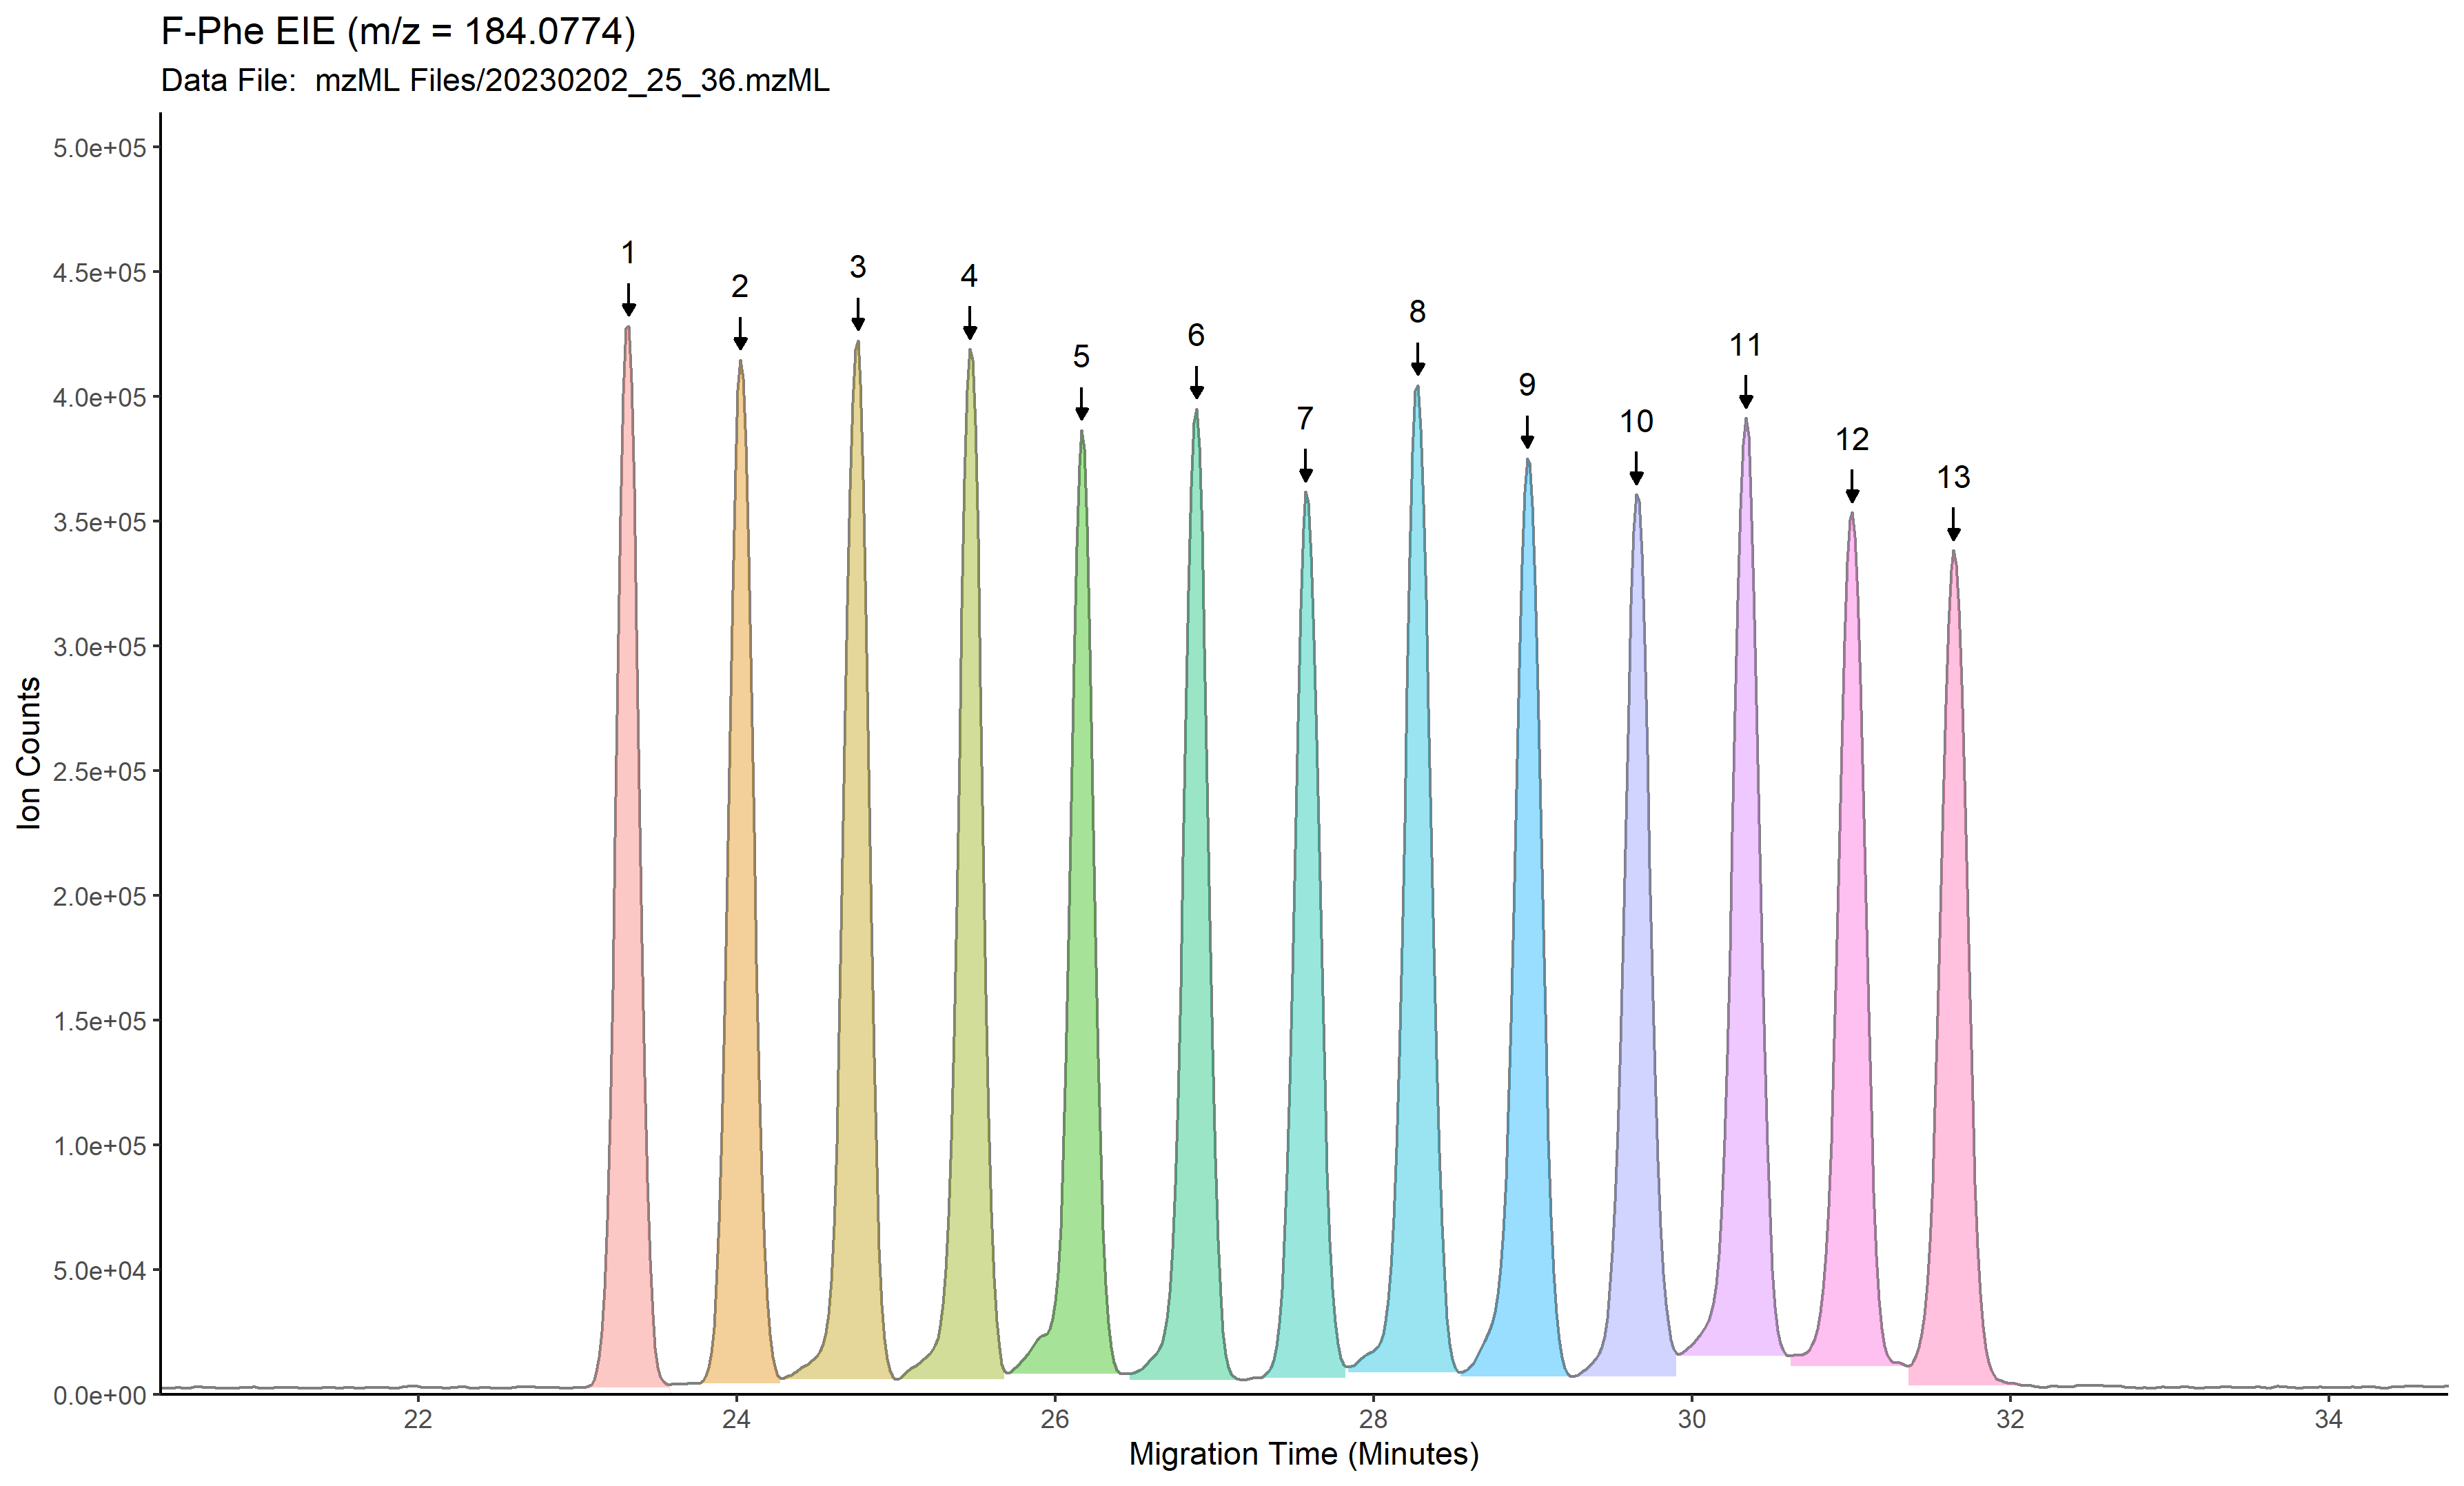 F-Phe EIE (m/z = 184.0774)
Data File:  mzML Files/20230202_25_36.mzML
5.0e+05
4.5e+05
4.0e+05
3.5e+05
3.0e+05
2.5e+05
2.0e+05
1.5e+05
1.0e+05
5.0e+04
0.0e+00
Ion Counts
1
2
3
4
5
6
7
8
9
10
11
12
13
22
24
26
28
30
32
34
Migration Time (Minutes)